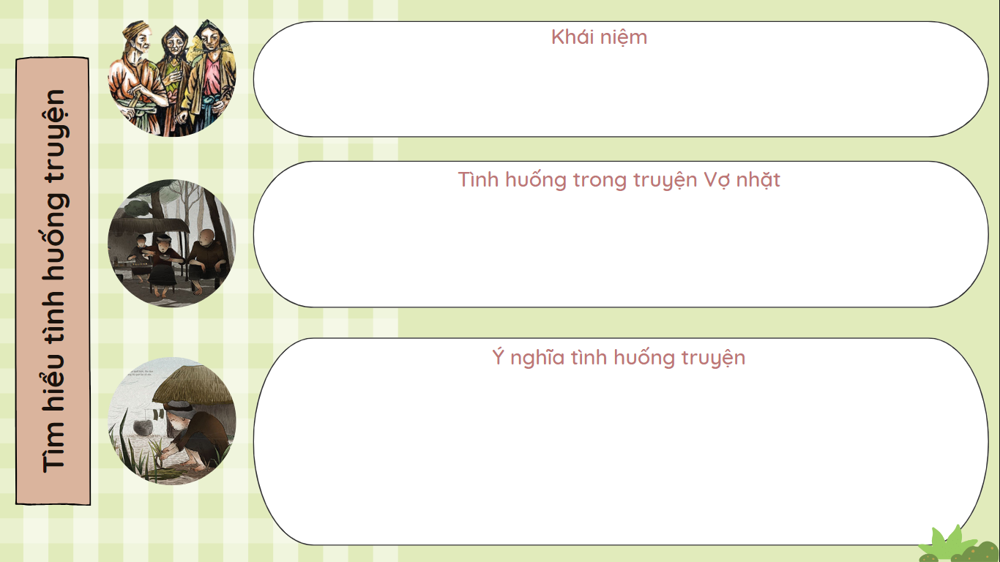 Tìm hiểu tình huống truyện
Khái niệm
Tình huống trong truyện Vợ nhặt
Ý nghĩa tình huống truyện